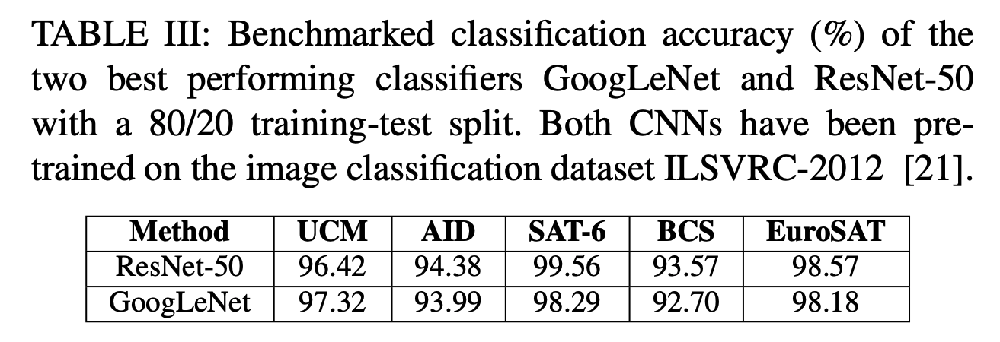 TABLE III: Benchmarked classification accuracy (%) of the
two best performing classifiers GoogLeNet and ResNet-50
with a 80/20 training-test split. Both CNNs have been pre-
trained on the image classification dataset ILSVRC-2012 [21].
Method UCM AID SAT-6 BCS EuroSAT
ResNet-50 96.42 94.38 99.56 93.57 98.57
GoogLeNet 97.32 93.99 98.29 92.70 98.18